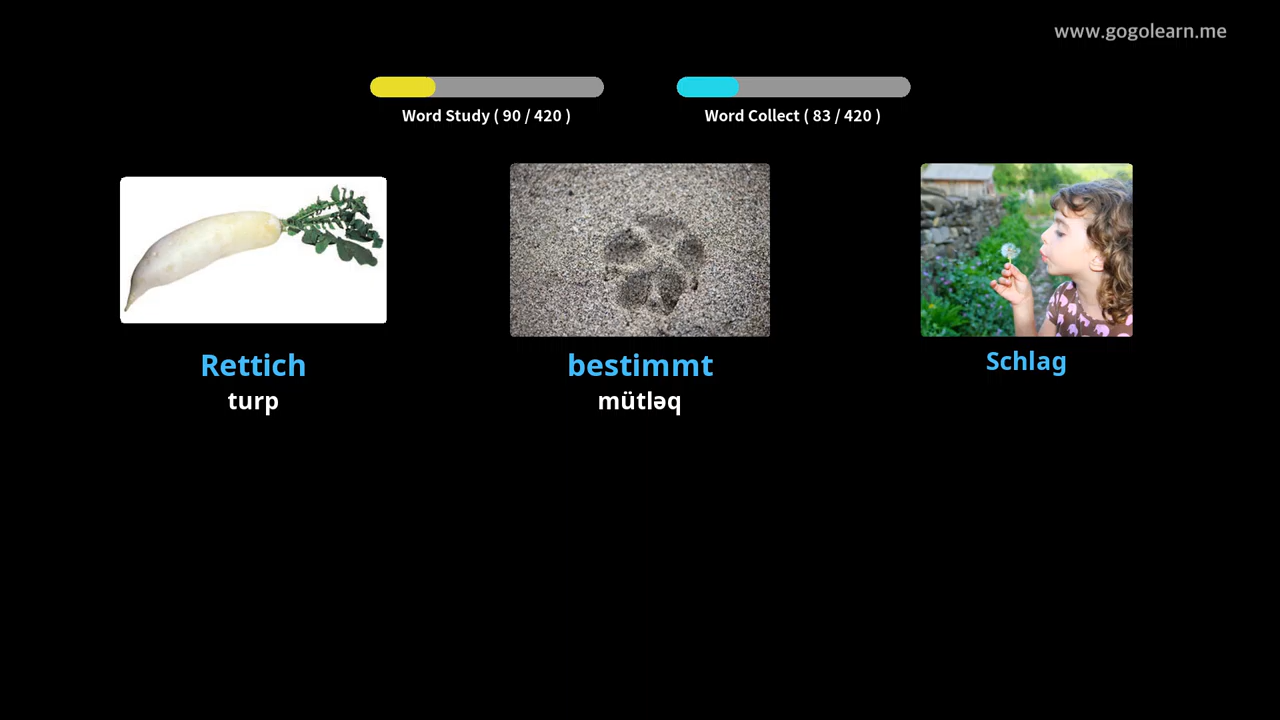 www.gogolearn.me
Word Study ( 90 / 420 )
Word Collect ( 83 / 420 )
Rettich
turp
bestimmt
mütləq
Schlag